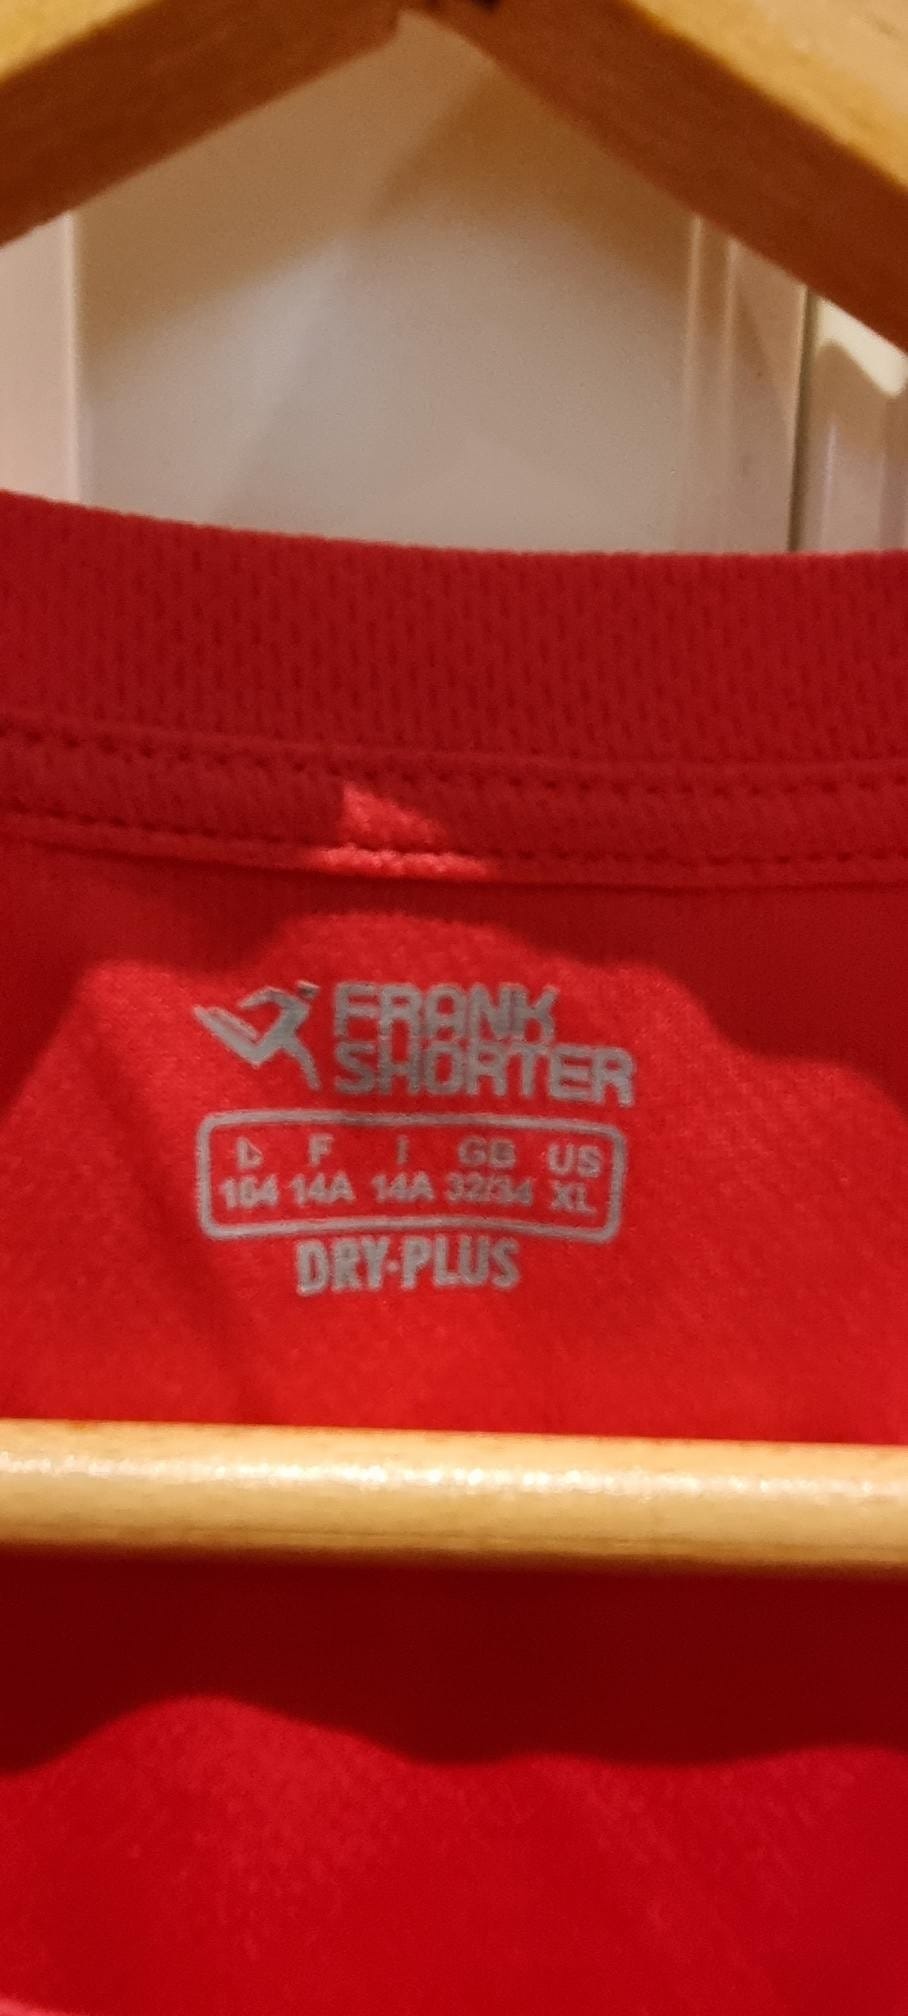 FRANK
SHORTER
D F I GB US
164 14A 14A 32/34 XL
DRY-PLUS